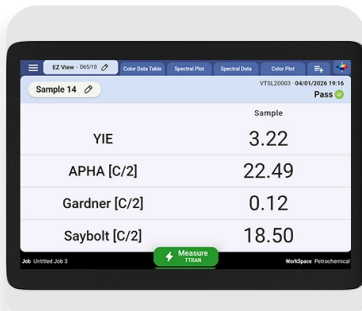 EZ View - D65/10 Color Data Table Spectral Plot Spectral Data Color Plot
Sample 14
VTSL20003 - 04/01/2026 19:16
Pass
Sample
YIE 3.22
APHA [C/2] 22.49
Gardner [C/2] 0.12
Saybolt [C/2] 18.50
Measure
TTRAN
Job Untitled Job 3
WorkSpace Petrochemical